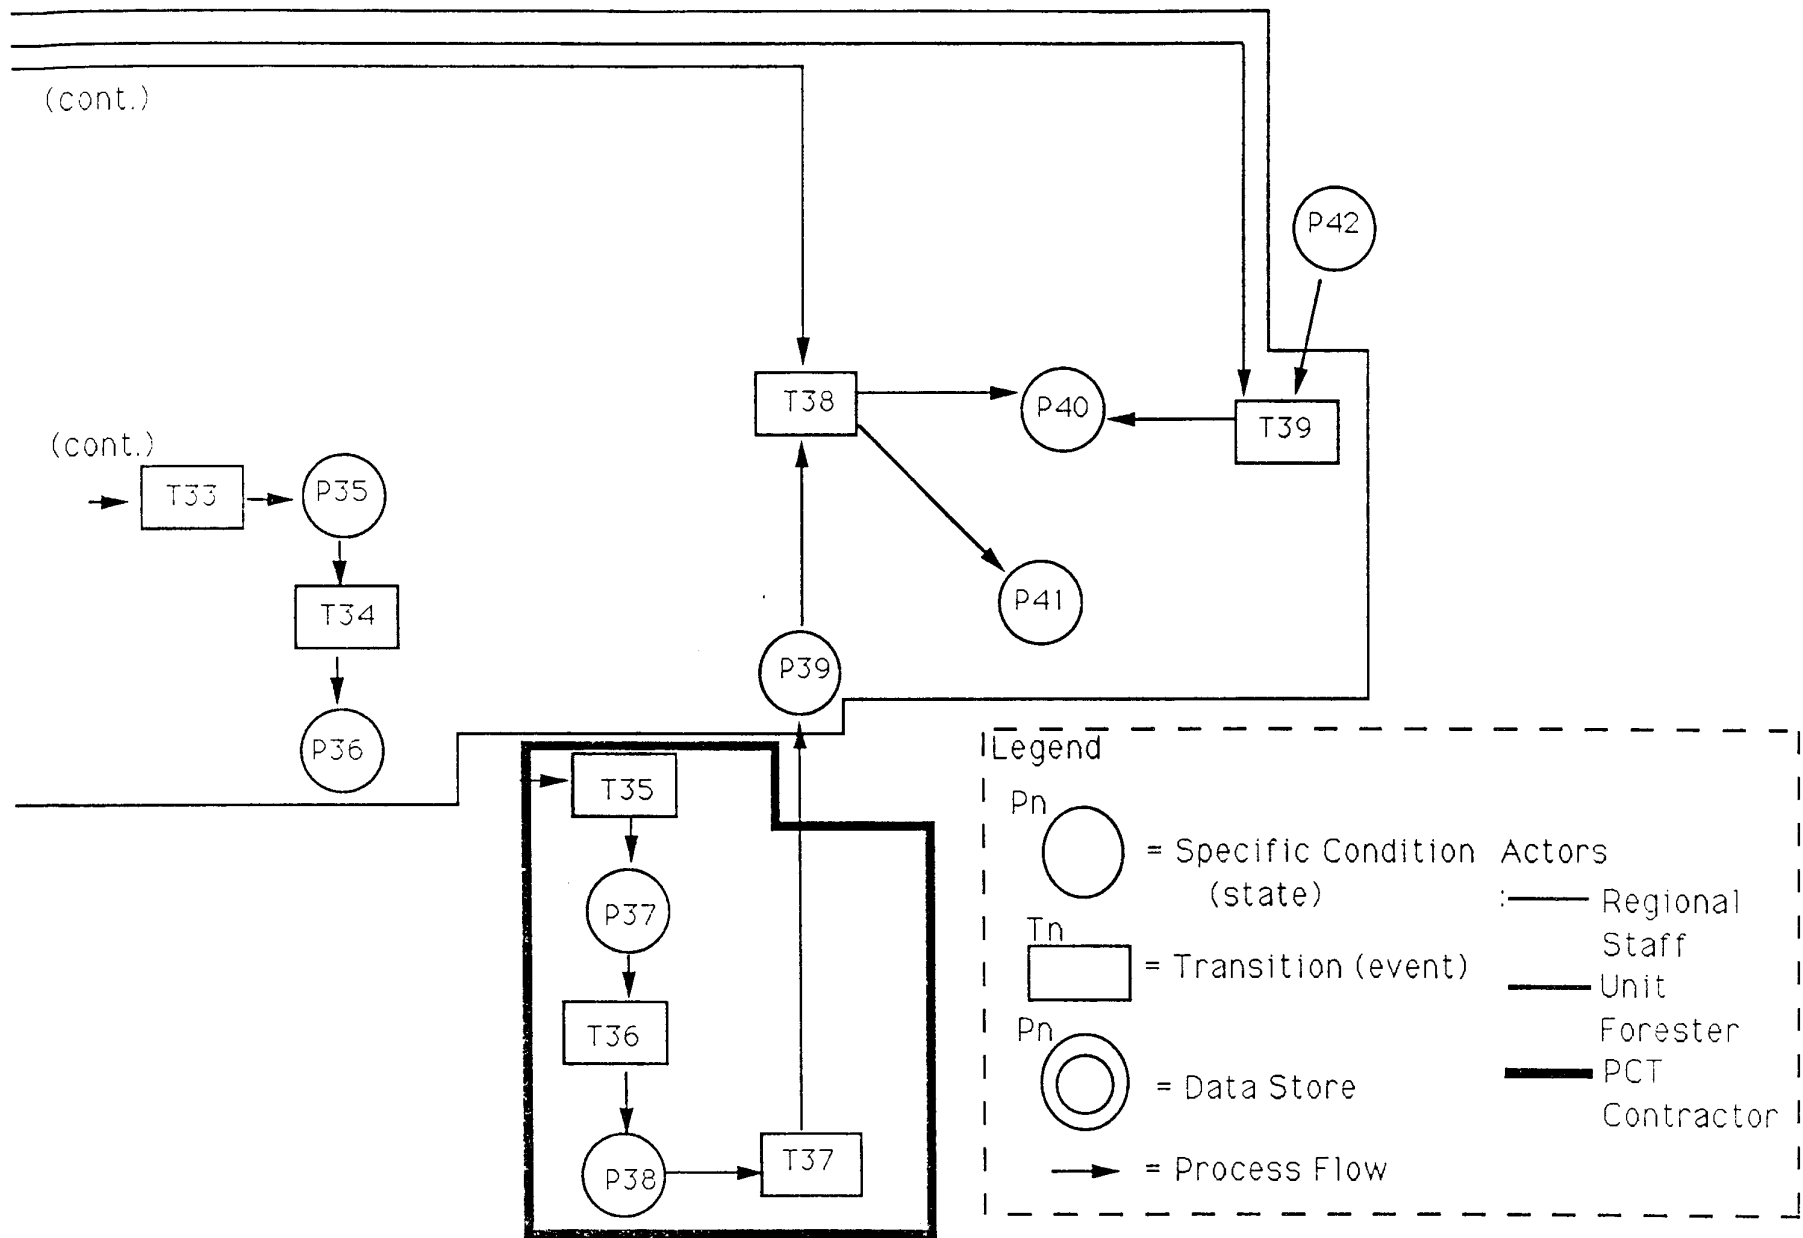 (cont.)
P42
T38
P40
T39
(cont.)
T33
P35
T34
P41
P39
P36
T35
P37
T36
P38
T37
Legend
Pn
= Specific Condition
(state)
Tn
= Transition (event)
Pn
= Data Store
= Process Flow
Actors
:
Regional
Staff
Unit
Forester
PCT
Contractor